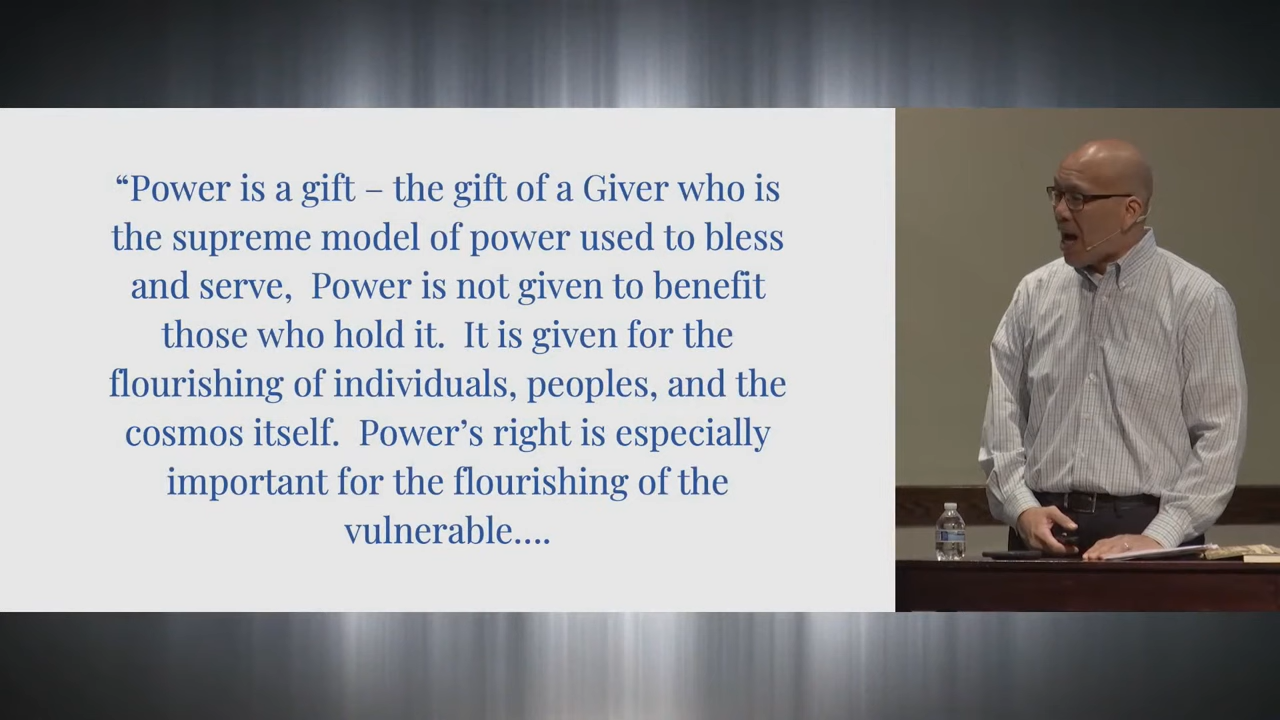 “Power is a gift – the gift of a Giver who is
the supreme model of power used to bless
and serve,  Power is not given to benefit
those who hold it.  It is given for the
flourishing of individuals, peoples, and the
cosmos itself.  Power’s right is especially
important for the flourishing of the
vulnerable....